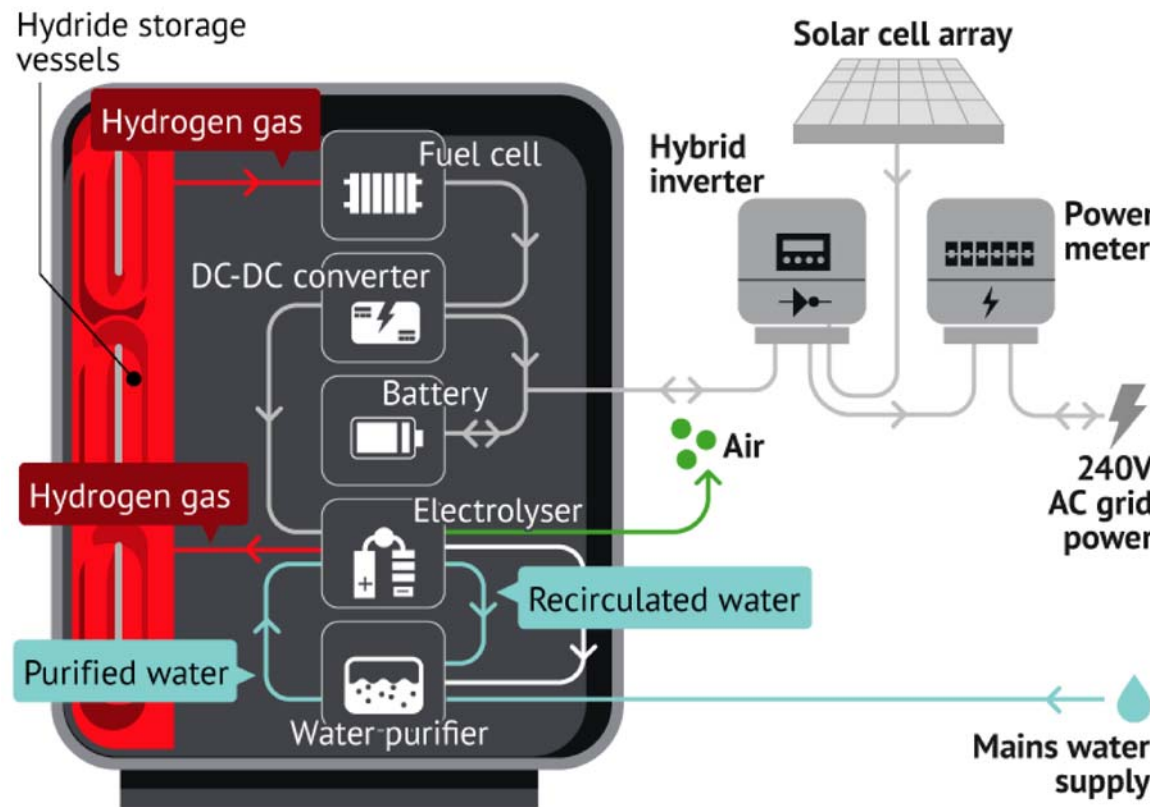 Hydride storage
vessels
Hydrogen gas
Fuel cell
Solar cell array
Hybrid
inverter
Power
meter
DC-DC converter
Battery
Air
240V
AC grid
power
Hydrogen gas
Electrolyser
Recirculated water
Purified water
Water purifier
Mains water
supply